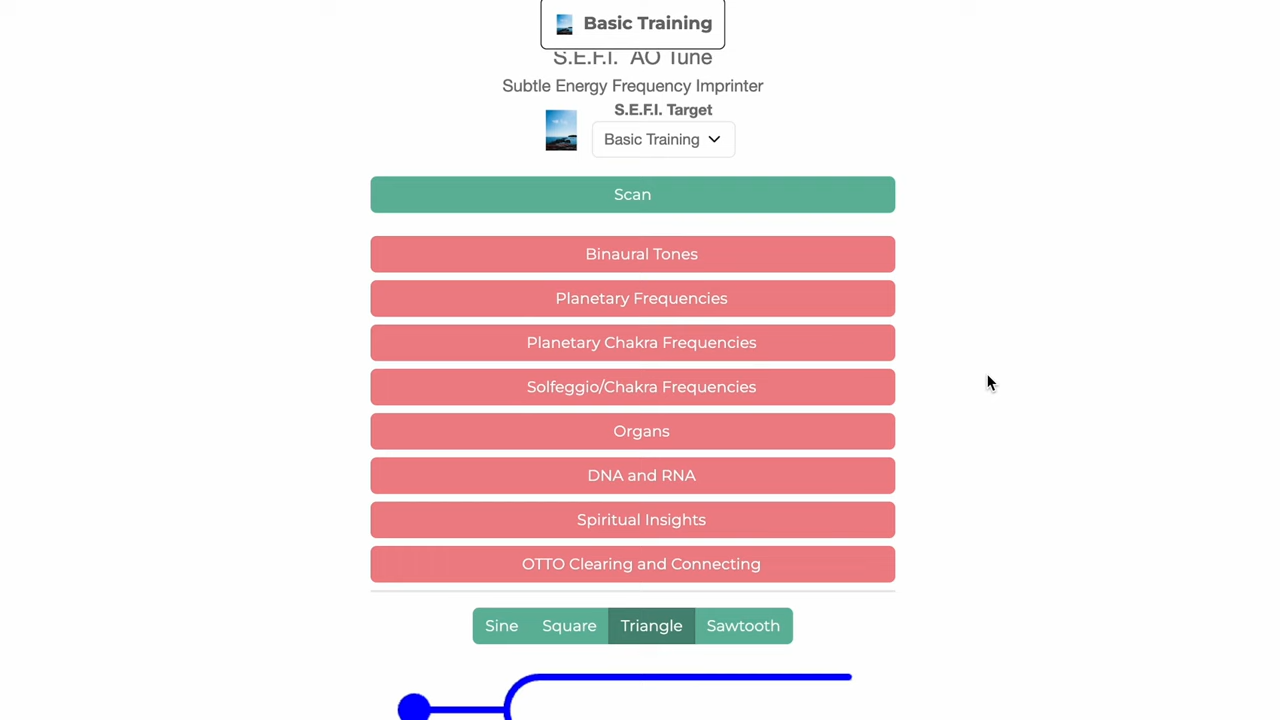 Basic Training
S.E.F.I. AO Tune
Subtle Energy Frequency Imprinter
S.E.F.I. Target
Basic Training
Scan
Binaural Tones
Planetary Frequencies
Planetary Chakra Frequencies
Solfeggio/Chakra Frequencies
Organs
DNA and RNA
Spiritual Insights
OTTO Clearing and Connecting
Sine Square Triangle Sawtooth